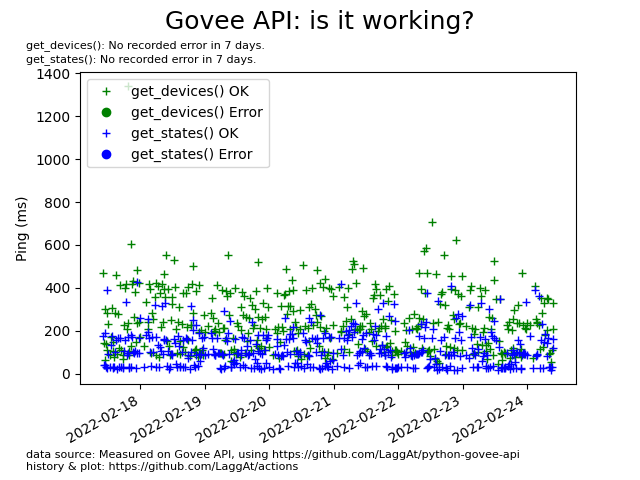 Govee API: is it working?
get_devices(): No recorded error in 7 days.
get_states(): No recorded error in 7 days.
1400
1200
1000
800
600
400
200
0
Ping (ms)
get_devices() OK
get_devices() Error
get_states() OK
get_states() Error
2022-02-18
2022-02-19
2022-02-20
2022-02-21
2022-02-22
2022-02-23
2022-02-24
data source: Measured on Govee API, using https://github.com/LaggAt/python-govee-api
history & plot: https://github.com/LaggAt/actions